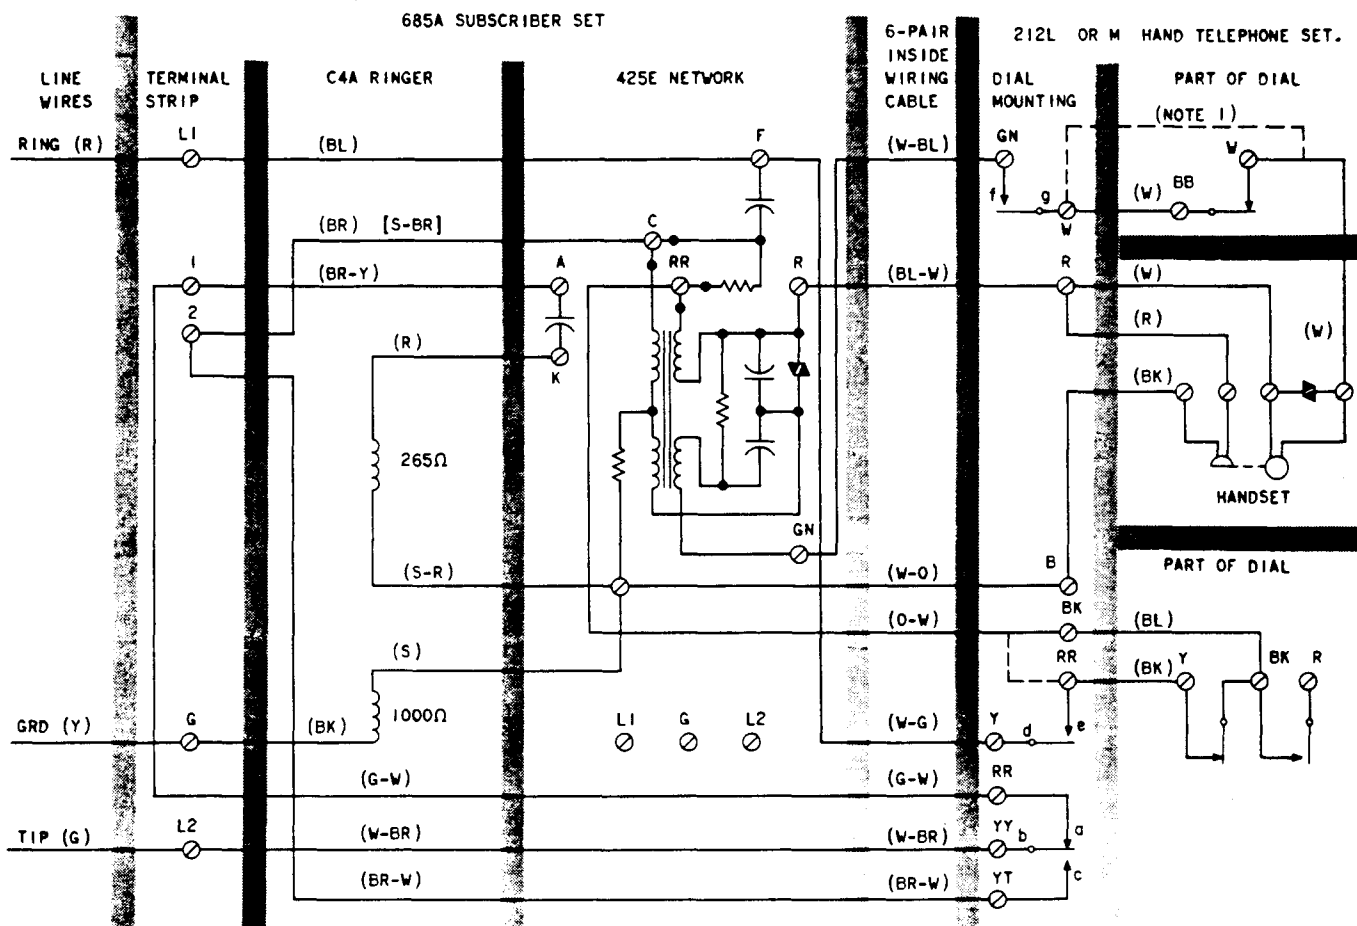 685A SUBSCRIBER SET
6-PAIR
INSIDE
WIRING
CABLE
212L OR M HAND TELEPHONE SET.
LINE
WIRES
TERMINAL
STRIP
C4A RINGER
425E NETWORK
DIAL
MOUNTING
PART OF DIAL
(NOTE 1)
RING (R)
L1
(BL)
F
(W-BL)
GN
f
g
W
(W)
BB
W
(BR) [S-BR]
C
1
(BR-Y)
A
RR
R
(BL-W)
R
(W)
2
(R)
K
(R)
(W)
(BK)
265Ω
HANDSET
GN
(S-R)
(W-O)
B
PART OF DIAL
(O-W)
BK
(BL)
(S)
RR
(BK)
Y
BK
R
GRD (Y)
G
(BK)
1000Ω
L1
G
L2
(W-G)
Y
d
e
(G-W)
(G-W)
RR
TIP (G)
L2
(W-BR)
(W-BR)
YY
b
a
(BR-W)
(BR-W)
YT
c